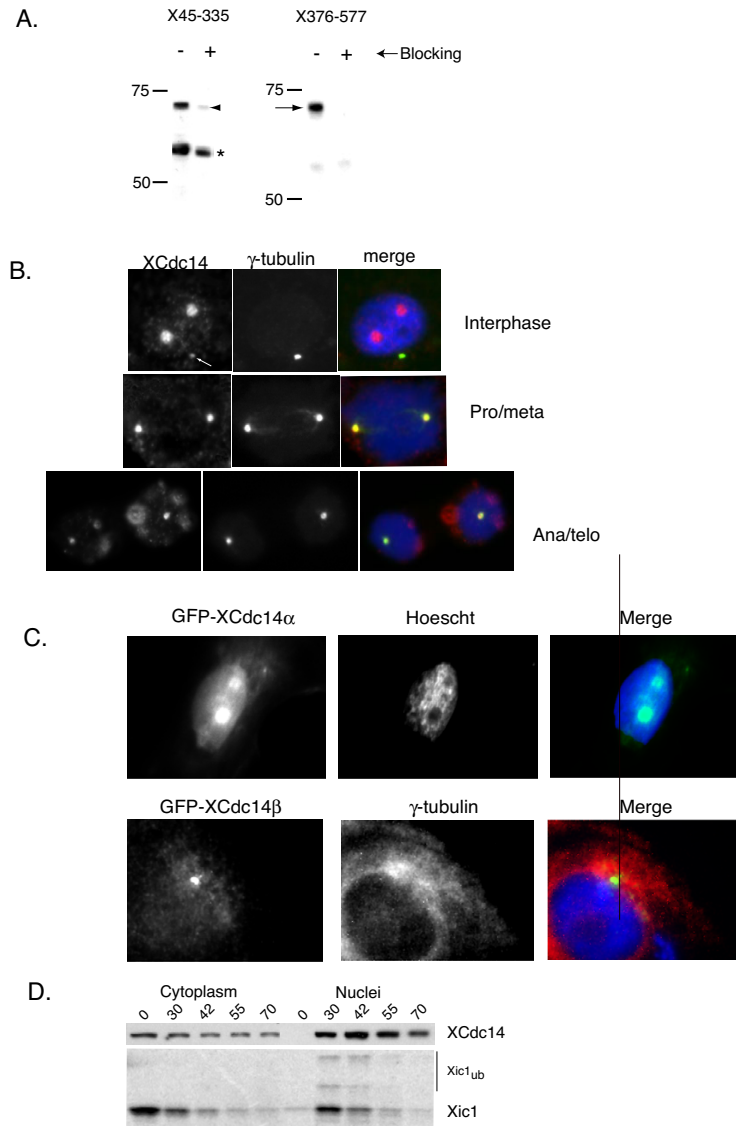 A.
X45-335 X376-577
- + - + ←Blocking
75 75
*
50 50
B.
XCdc14 γ-tubulin merge
Interphase
Pro/meta
Ana/telo
C.
GFP-XCdc14α Hoescht Merge
GFP-XCdc14β γ-tubulin Merge
D.
Cytoplasm Nuclei
0 30 42 55 70 0 30 42 55 70
XCdc14
Xic1ub
Xic1